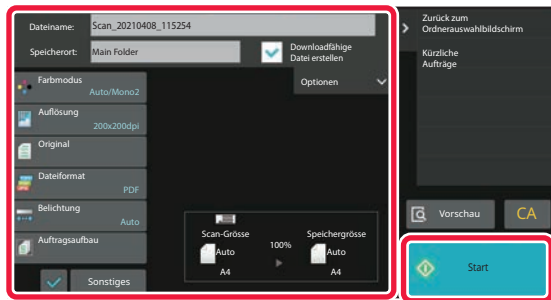 Dateiname:
Scan_20210408_115254
Speicherort:
Main Folder
Downloadfähige
Datei erstellen
Farbmodus
Auto/Mono2
Optionen
Auflösung
200x200dpi
Original
Dateiformat
PDF
Belichtung
Auto
Auftragsaufbau
Sonstiges
Scan-Grösse
Auto
A4
100%
Speichergrösse
Auto
A4
Zurück zum
Ordnerauswahlbildschirm
Kürzliche
Aufträge
Vorschau
CA
Start